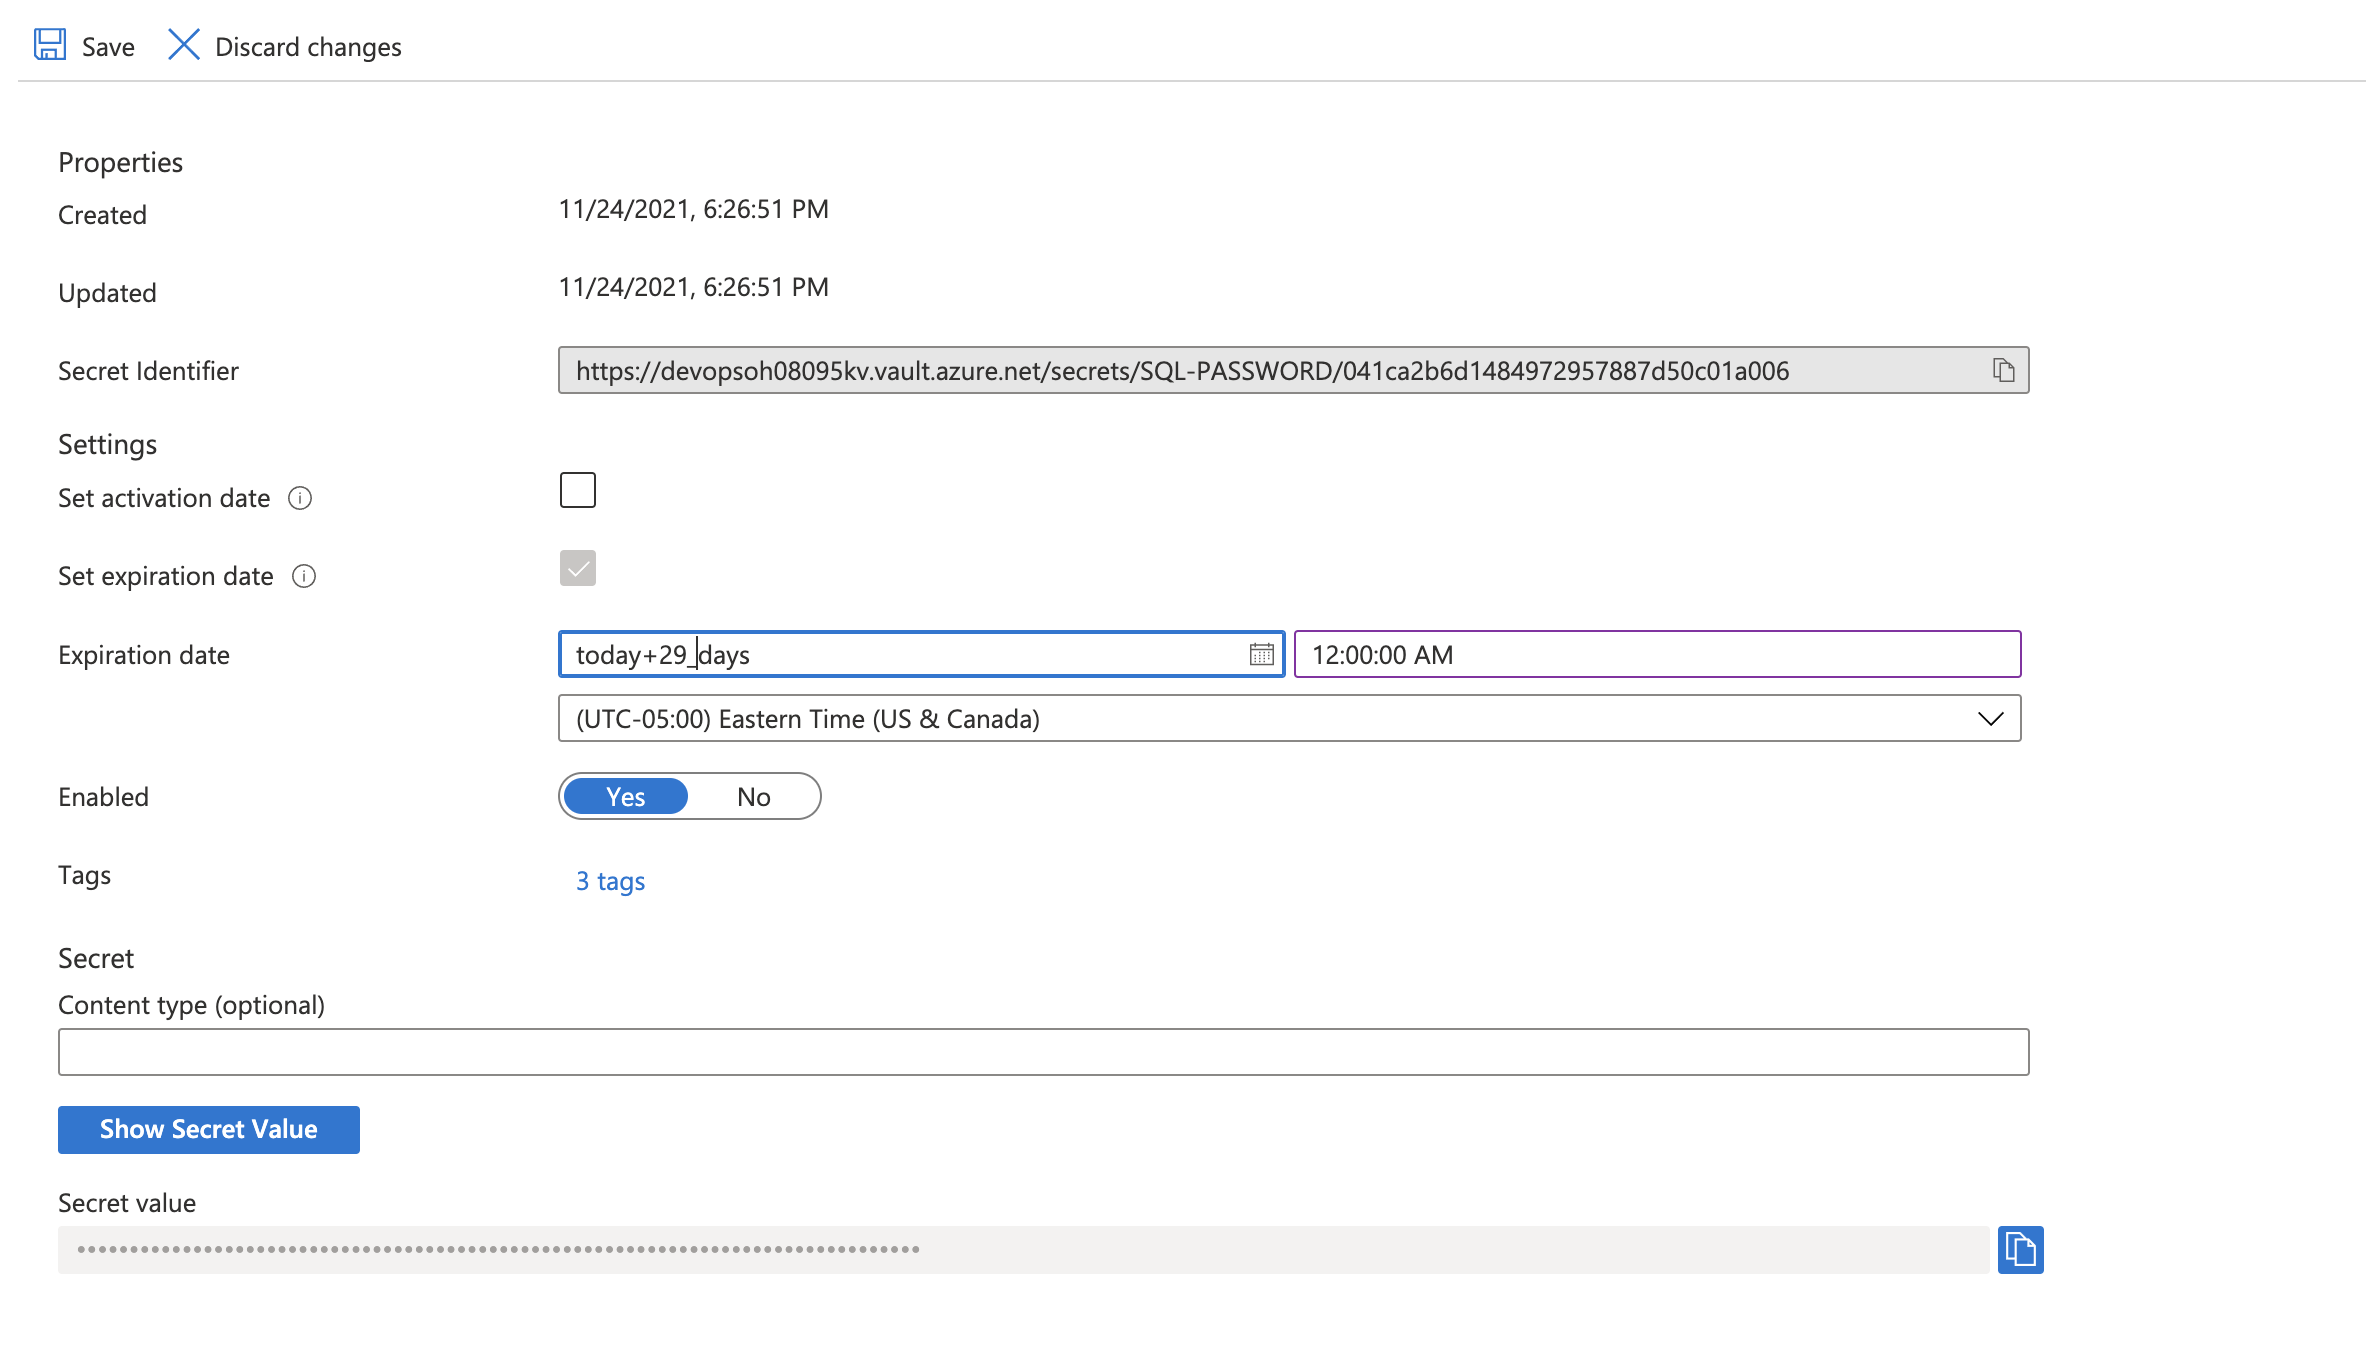 Save Discard changes
Properties
Created 11/24/2021, 6:26:51 PM
Updated 11/24/2021, 6:26:51 PM
Secret Identifier https://devopsoh08095kv.vault.azure.net/secrets/SQL-PASSWORD/041ca2b6d1484972957887d50c01a006
Settings
Set activation date
Set expiration date
Expiration date today+29_days 12:00:00 AM
(UTC-05:00) Eastern Time (US & Canada)
Enabled Yes No
Tags 3 tags
Secret
Content type (optional)
Show Secret Value
Secret value